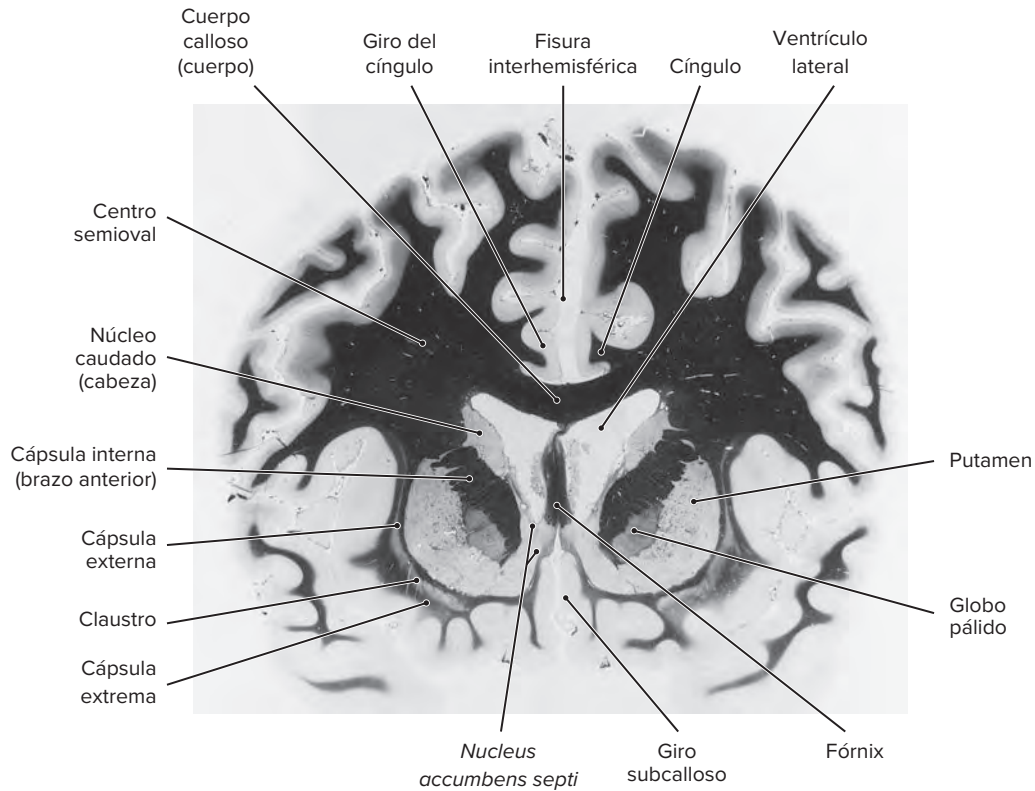 Cuerpo
calloso
(cuerpo)
Giro del
cíngulo
Fisura
interhemisférica
Cíngulo
Ventrículo
lateral
Centro
semioval
Núcleo
caudado
(cabeza)
Cápsula interna
(brazo anterior)
Cápsula
externa
Claustro
Cápsula
extrema
Putamen
Globo
pálido
Nucleus
accumbens septi
Giro
subcalloso
Fórnix